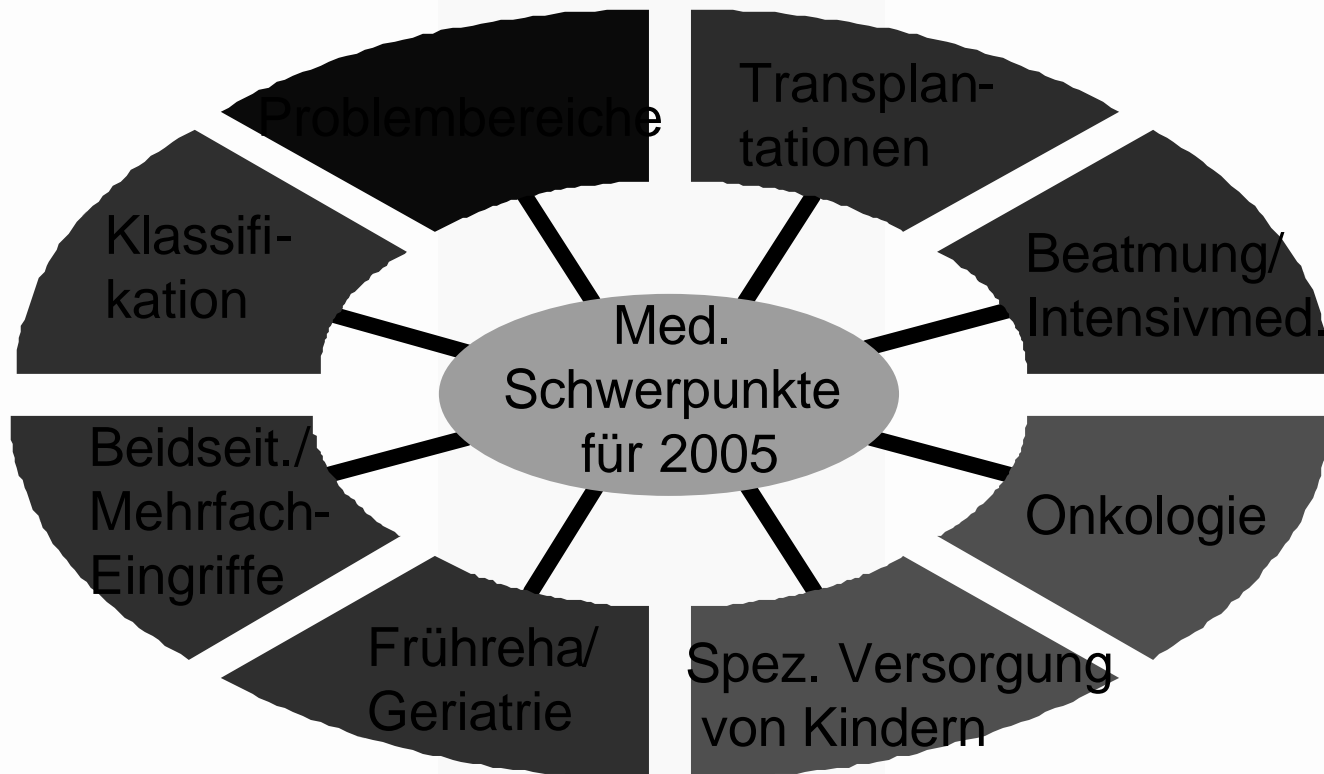 Problembereiche
Transplan-
tationen
Klassifi-
kation
Beatmung/
Intensivmed.
Med.
Schwerpunkte
für 2005
Beidseit./
Mehrfach-
Eingriffe
Onkologie
Frühreha/
Geriatrie
Spez. Versorgung
von Kindern